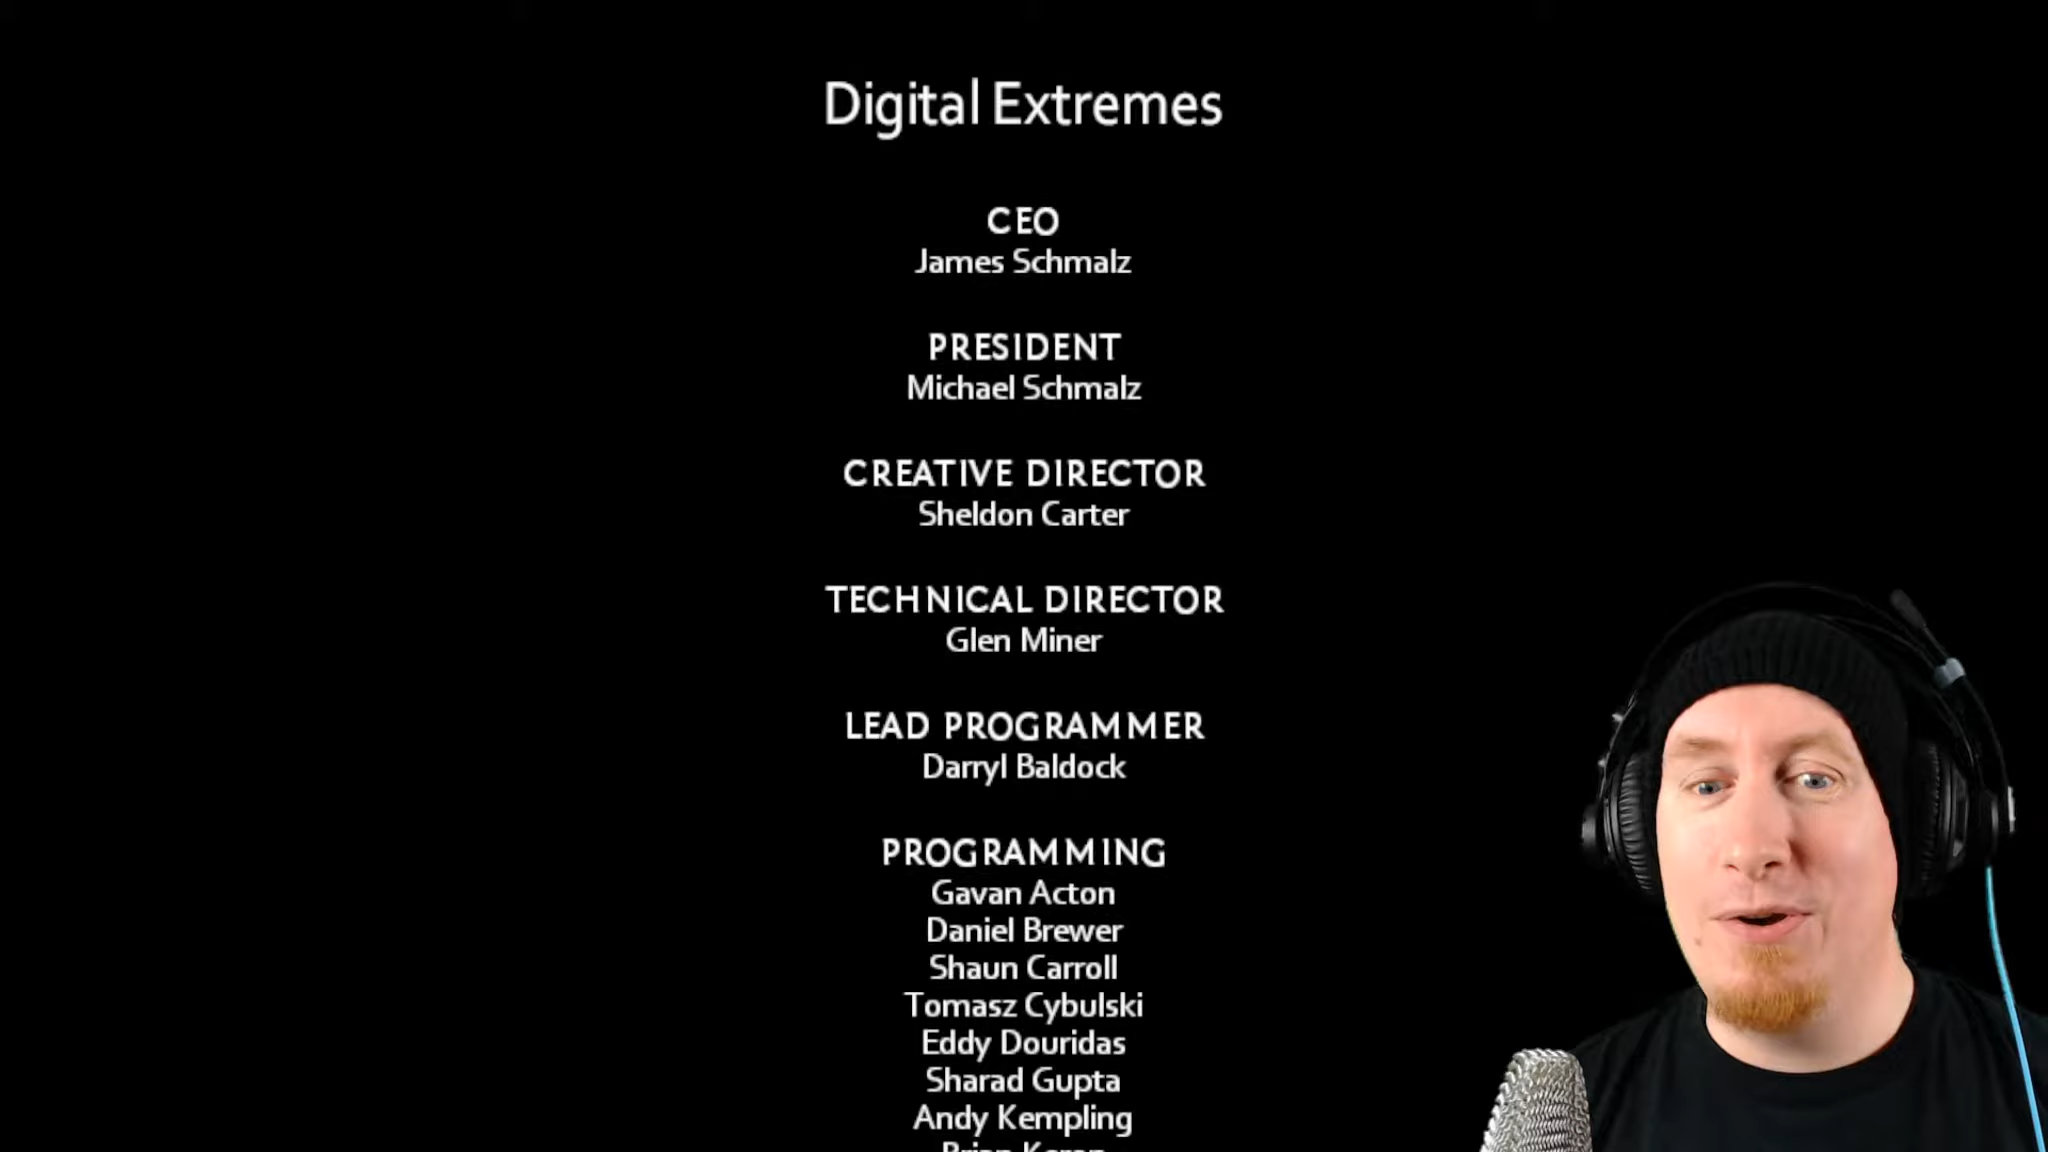 Digital Extremes
CEO
James Schmalz
PRESIDENT
Michael Schmalz
CREATIVE DIRECTOR
Sheldon Carter
TECHNICAL DIRECTOR
Glen Miner
LEAD PROGRAMMER
Darryl Baldock
PROGRAMMING
Gavan Acton
Daniel Brewer
Shaun Carroll
Tomasz Cybulski
Eddy Douridas
Sharad Gupta
Andy Kempling